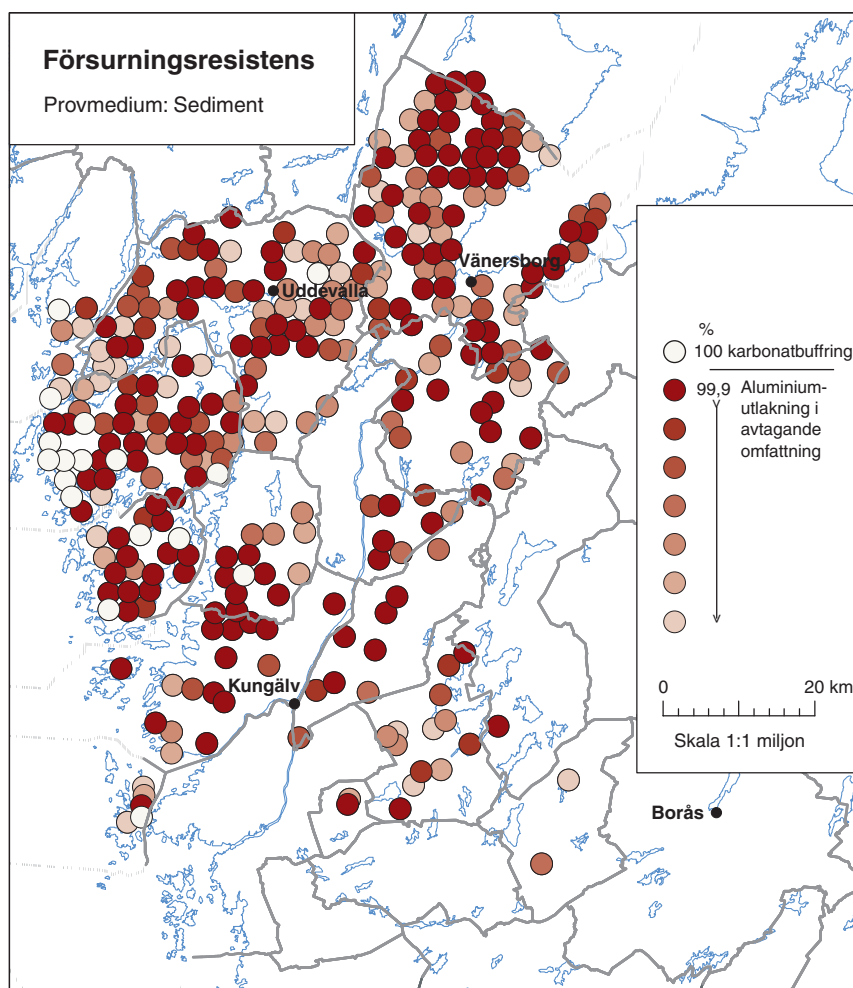 Försurningsresistens
Provmedium: Sediment
Vänersborg
Uddevalla
%
100 karbonatbuffring
99,9 Aluminium-
utlakning i
avtagande
omfattning
Kungälv
0 20 km
Skala 1:1 miljon
Borås